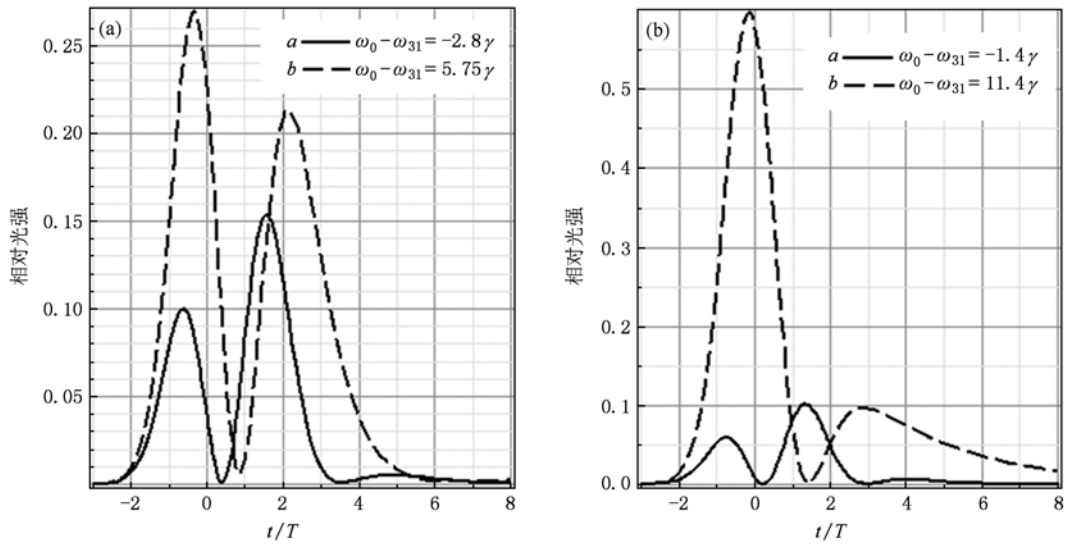 (a)
a ω₀−ω₃₁=−2.8γ
b ω₀−ω₃₁=5.75γ
0.25
0.20
0.15
0.10
0.05
相对光强
−2 0 2 4 6 8
t/T
(b)
a ω₀−ω₃₁=−1.4γ
b ω₀−ω₃₁=11.4γ
0.5
0.4
0.3
0.2
0.1
0.0
相对光强
−2 0 2 4 6 8
t/T